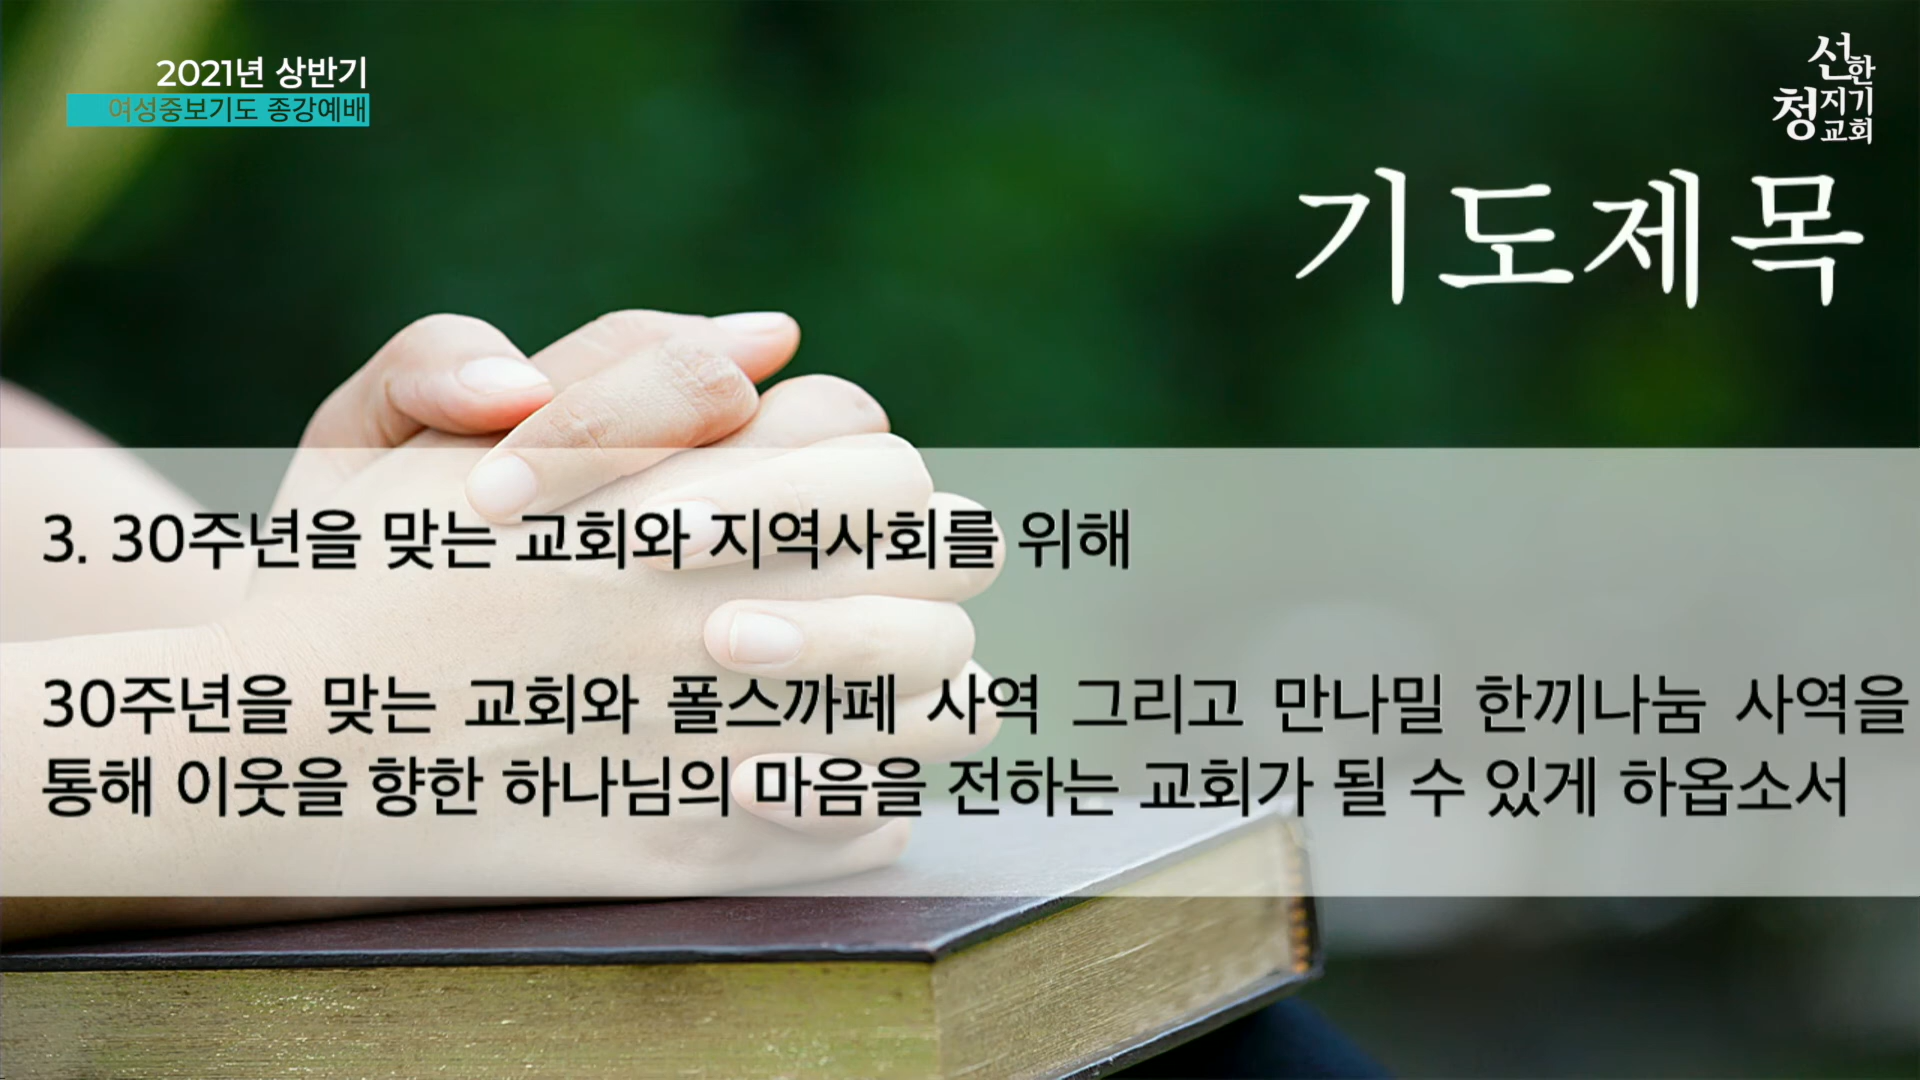 2021년 상반기
여성중보기도 종강예배
선한
청지기
교회
기도제목
3. 30주년을 맞는 교회와 지역사회를 위해
30주년을 맞는 교회와 폴스까페 사역 그리고 만나밀 한끼나눔 사역을
통해 이웃을 향한 하나님의 마음을 전하는 교회가 될 수 있게 하옵소서